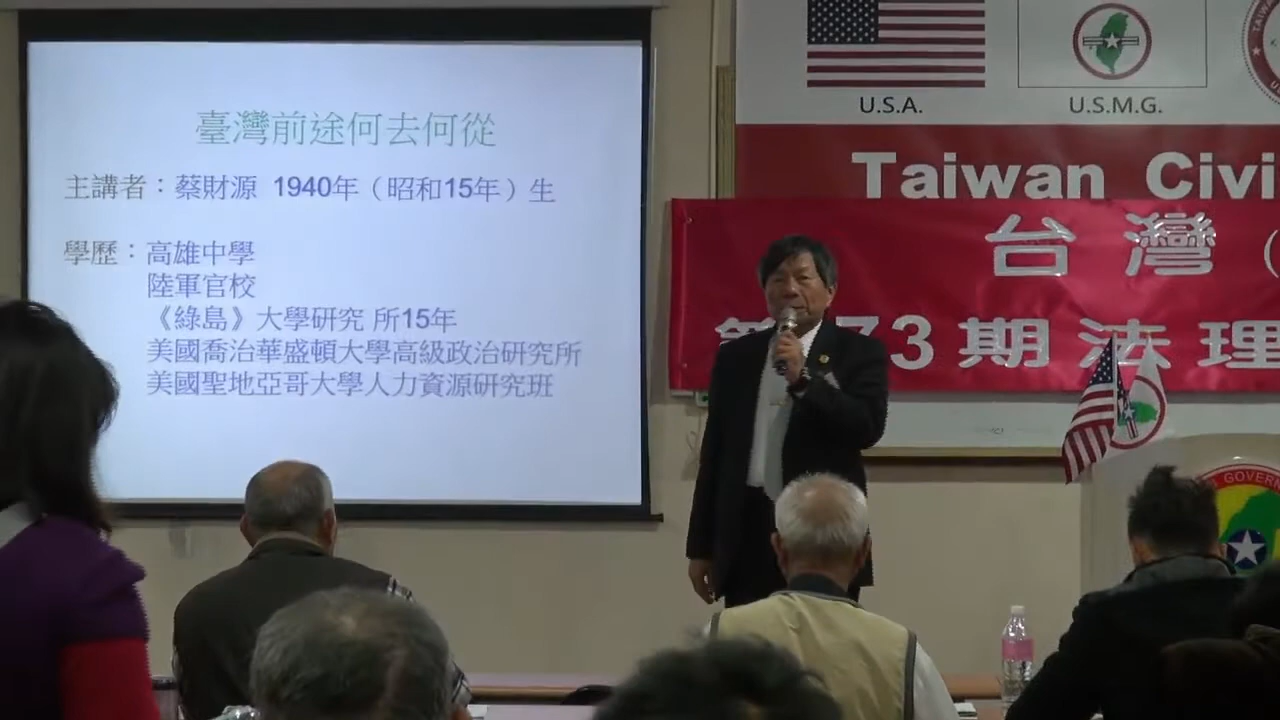 臺灣前途何去何從
主講者：蔡財源 1940年（昭和15年）生
學歷：高雄中學
陸軍官校
《綠島》大學研究 所15年
美國喬治華盛頓大學高級政治研究所
美國聖地亞哥大學人力資源研究班
U.S.A.
U.S.M.G.
Taiwan Civi
台灣（
73期法理
GOVERN